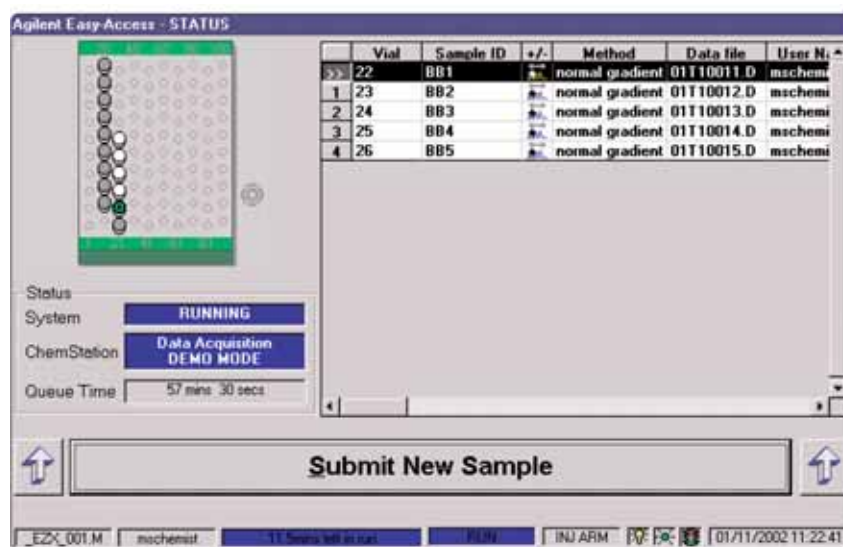 Agilent Easy-Access - STATUS
Vial Sample ID +/- Method Data file User N
>> 22 BB1 normal gradient 01T10011.D mschemi
1 23 BB2 normal gradient 01T10012.D mschemi
2 24 BB3 normal gradient 01T10013.D mschemi
3 25 BB4 normal gradient 01T10014.D mschemi
4 26 BB5 normal gradient 01T10015.D mschemi
Status
System RUNNING
ChemStation Data Acquisition
DEMO MODE
Queue Time 57 mins 30 secs
Submit New Sample
_EZX_001.M mschemist 11.5mins left in run RUN INJ ARM 01/11/2002 11:22:41